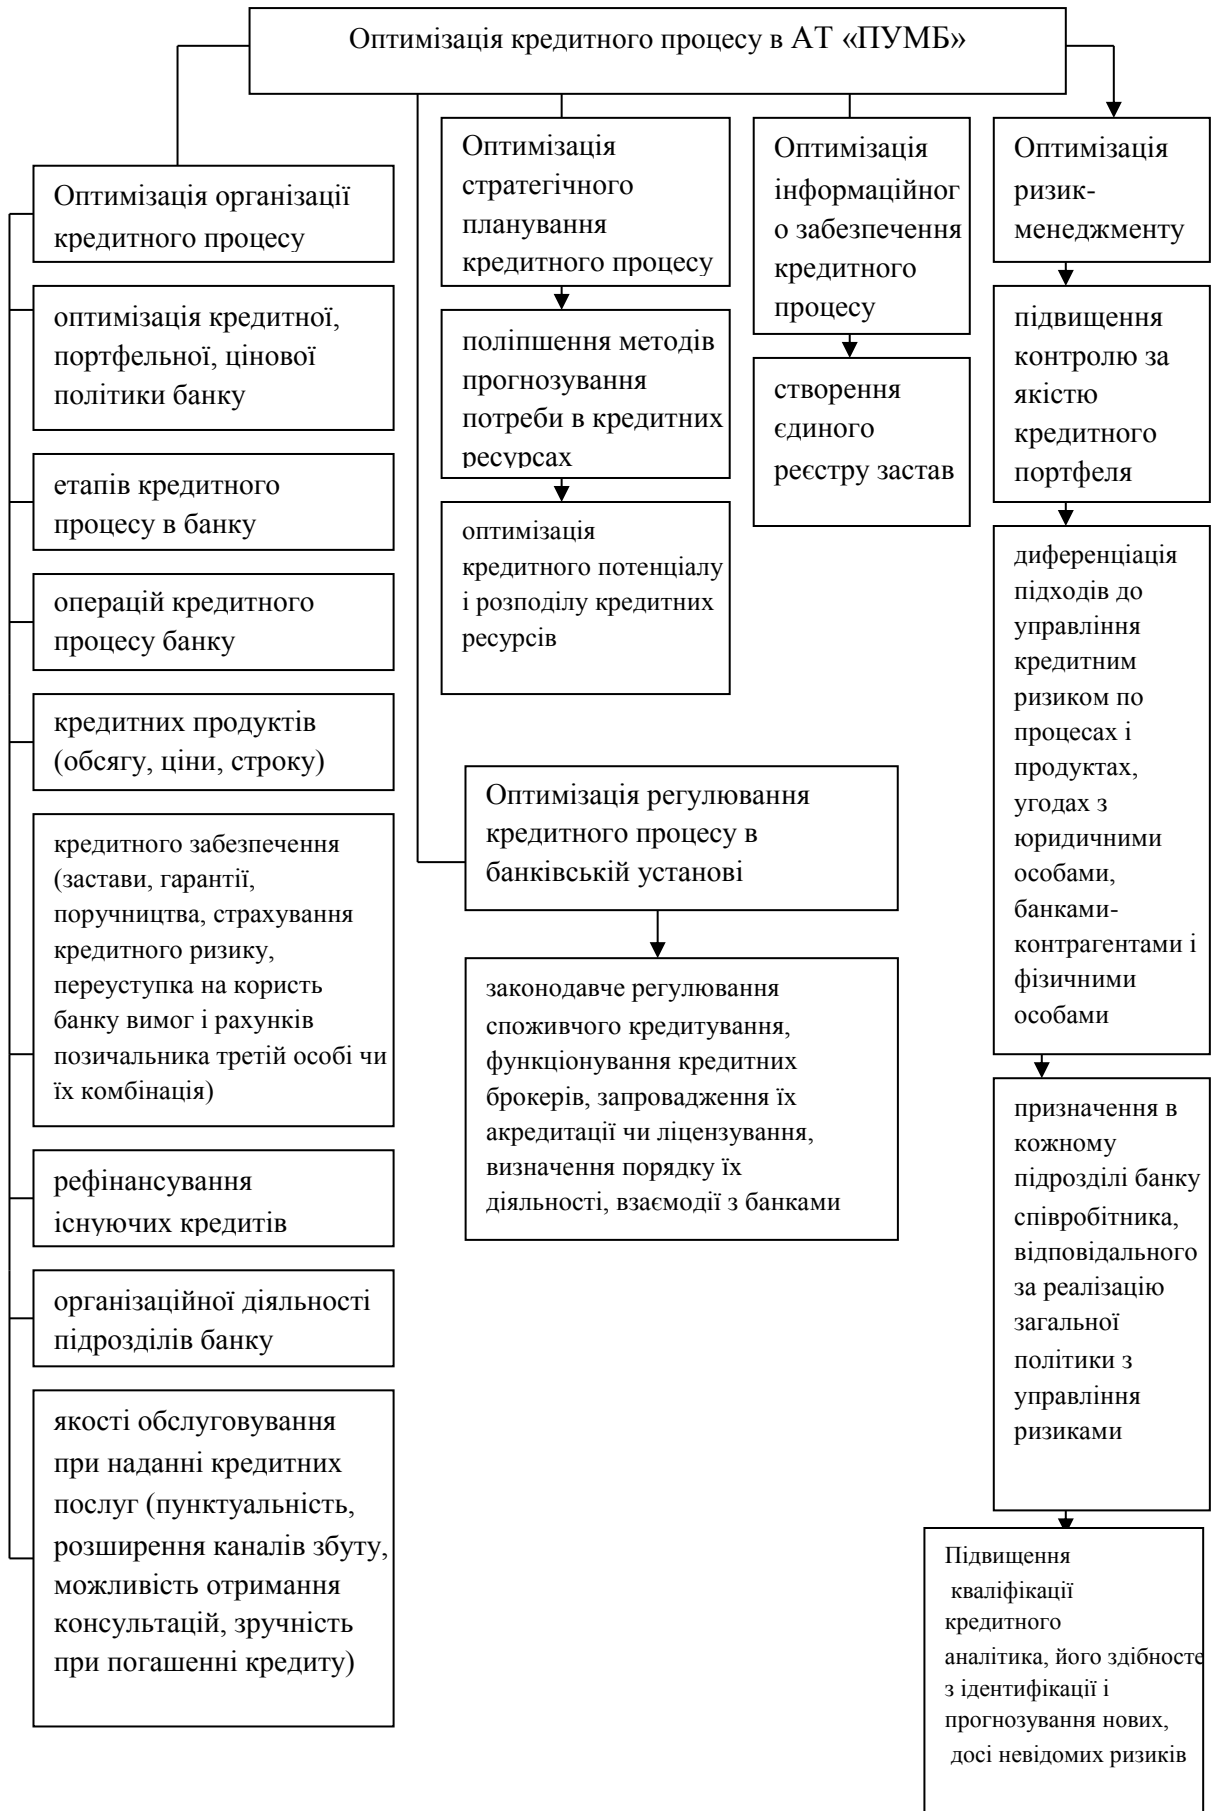 Оптимізація кредитного процесу в АТ «ПУМБ»
Оптимізація організації
кредитного процесу
оптимізація кредитної,
портфельної, цінової
політики банку
етапів кредитного
процесу в банку
операцій кредитного
процесу банку
кредитних продуктів
(обсягу, ціни, строку)
кредитного забезпечення
(застави, гарантії,
поручництва, страхування
кредитного ризику,
переуступка на користь
банку вимог і рахунків
позичальника третій особі чи
їх комбінація)
рефінансування
існуючих кредитів
організаційної діяльності
підрозділів банку
якості обслуговування
при наданні кредитних
послуг (пунктуальність,
розширення каналів збуту,
можливість отримання
консультацій, зручність
при погашенні кредиту)
Оптимізація
стратегічного
планування
кредитного процесу
поліпшення методів
прогнозування
потреби в кредитних
ресурсах
оптимізація
кредитного потенціалу
і розподілу кредитних
ресурсів
Оптимізація регулювання
кредитного процесу в
банківській установі
законодавче регулювання
споживчого кредитування,
функціонування кредитних
брокерів, запровадження їх
акредитації чи ліцензування,
визначення порядку їх
діяльності, взаємодії з банками
Оптимізація
інформаційног
о забезпечення
кредитного
процесу
створення
єдиного
реєстру застав
Оптимізація
ризик-
менеджменту
підвищення
контролю за
якістю
кредитного
портфеля
диференціація
підходів до
управління
кредитним
ризиком по
процесах і
продуктах,
угодах з
юридичними
особами,
банками-
контрагентами і
фізичними
особами
призначення в
кожному
підрозділі банку
співробітника,
відповідального
за реалізацію
загальної
політики з
управління
ризиками
Підвищення
кваліфікації
кредитного
аналітика, його здібносте
з ідентифікації і
прогнозування нових,
досі невідомих ризиків